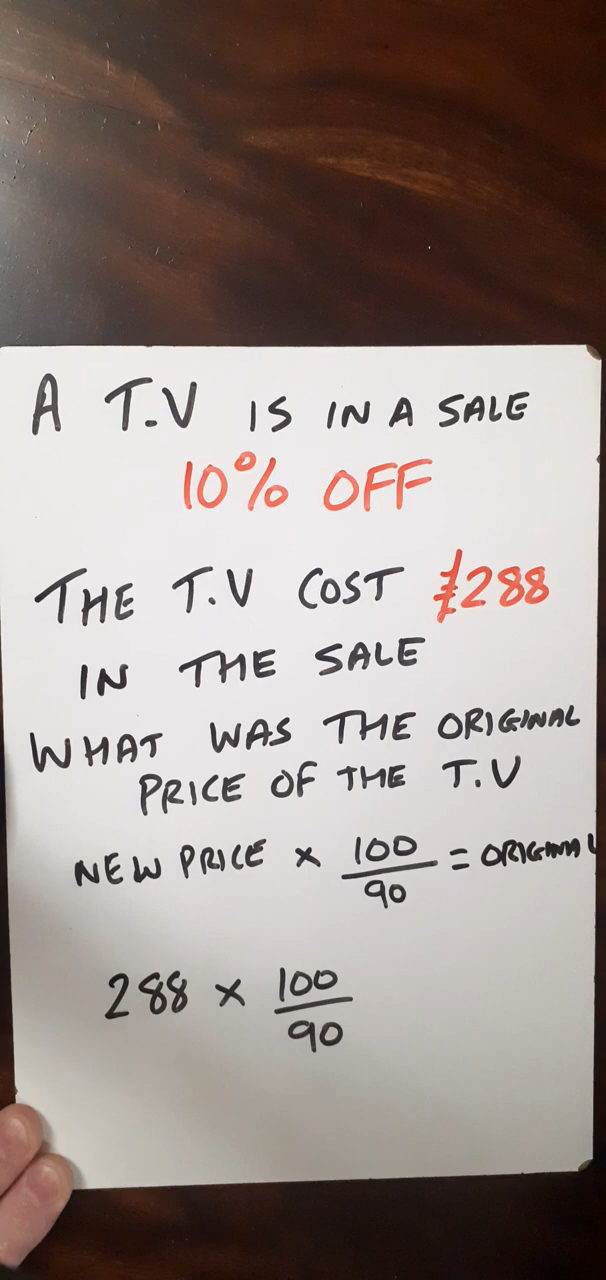 A T.V IS IN A SALE
10% OFF
THE T.V COST £288
IN THE SALE
WHAT WAS THE ORIGINAL
PRICE OF THE T.V
NEW PRICE × 100/90 = ORIGINAL
288 × 100/90